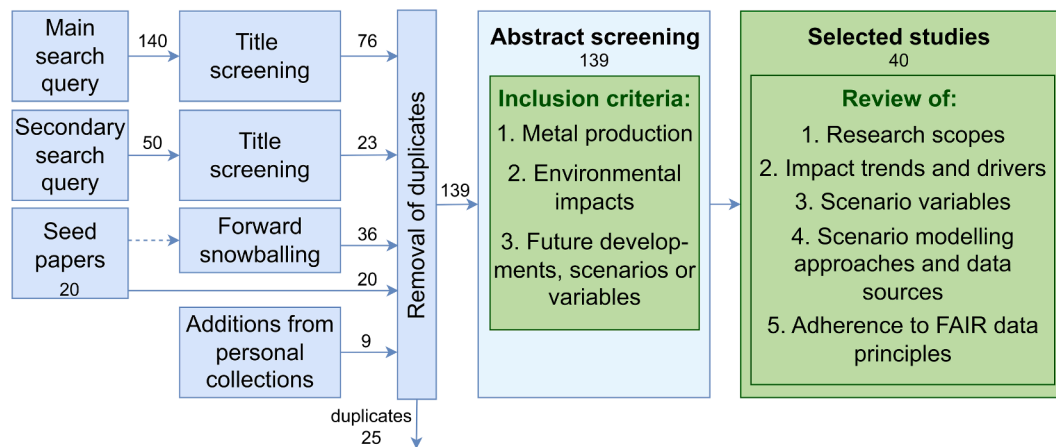 Main
search
query
140
Title
screening
76
Secondary
search
query
50
Title
screening
23
Seed
papers
20
Forward
snowballing
36
20
Additions from
personal
collections
9
Removal of duplicates
duplicates
25
139
Abstract screening
139
Inclusion criteria:
1. Metal production
2. Environmental
impacts
3. Future develop-
ments, scenarios or
variables
Selected studies
40
Review of:
1. Research scopes
2. Impact trends and drivers
3. Scenario variables
4. Scenario modelling
approaches and data
sources
5. Adherence to FAIR data
principles